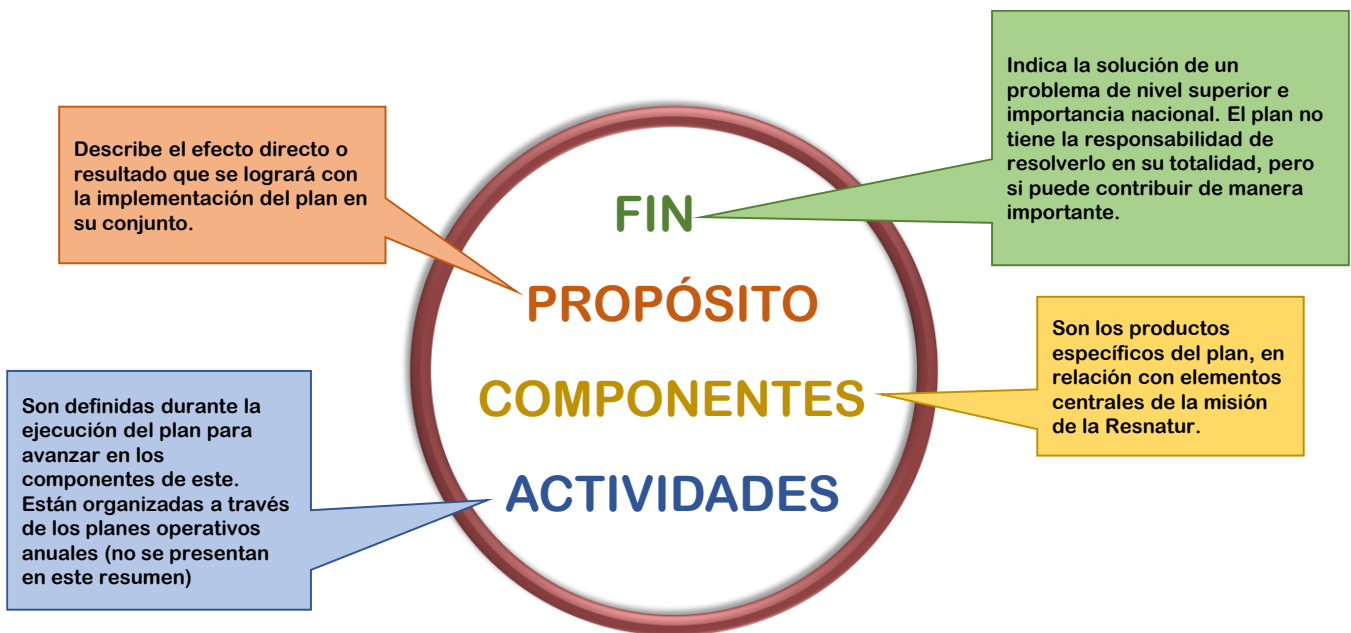 FIN
Indica la solución de un
problema de nivel superior e
importancia nacional. El plan no
tiene la responsabilidad de
resolverlo en su totalidad, pero
si puede contribuir de manera
importante.
PROPÓSITO
Describe el efecto directo o
resultado que se logrará con
la implementación del plan en
su conjunto.
COMPONENTES
Son los productos
específicos del plan, en
relación con elementos
centrales de la misión
de la Resnatur.
ACTIVIDADES
Son definidas durante la
ejecución del plan para
avanzar en los
componentes de este.
Están organizadas a través
de los planes operativos
anuales (no se presentan
en este resumen)